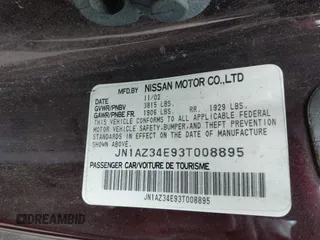 MFD. BY NISSAN MOTOR CO.,LTD
DATE 11/02
GVWR/PNBV 3815 LBS.
GAWR/PNBE FR. 1906 LBS. RR. 1929 LBS.
THIS VEHICLE CONFORMS TO ALL APPLICABLE FEDERAL
MOTOR VEHICLE SAFETY,BUMPER,AND THEFT PREVENTION
STANDARDS IN EFFECT ON THE DATE OF MANUFACTURE
SHOWN ABOVE.
JN1AZ34E93T008895
PASSENGER CAR/VOITURE DE TOURISME
JN1AZ34E93T008895
DREAMBID